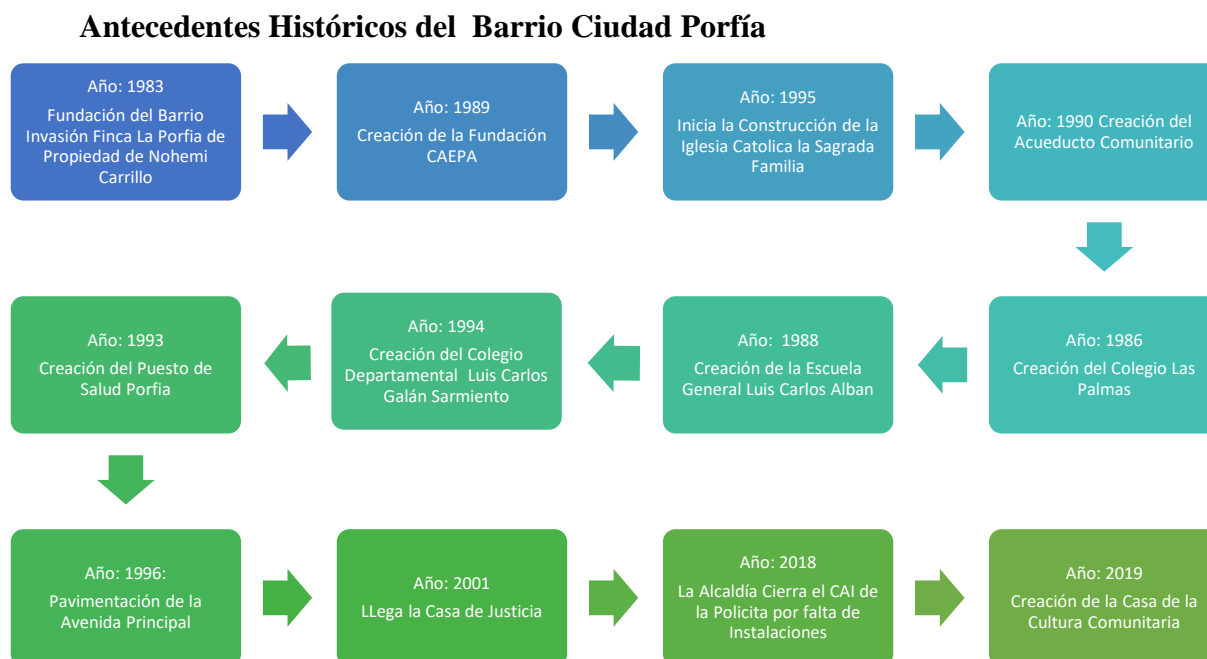 Antecedentes Históricos del Barrio Ciudad Porfía
Año: 1983
Fundación del Barrio
Invasión Finca La Porfia de
Propiedad de Nohemi
Carrillo
Año: 1989
Creación de la Fundación
CAEPA
Año: 1995
Inicia la Construcción de la
Iglesia Catolica la Sagrada
Familia
Año: 1990 Creación del
Acueducto Comunitario
Año: 1986
Creación del Colegio Las
Palmas
Año: 1988
Creación de la Escuela
General Luis Carlos Alban
Año: 1994
Creación del Colegio
Departamental Luis Carlos
Galán Sarmiento
Año: 1993
Creación del Puesto de
Salud Porfia
Año: 1996:
Pavimentación de la
Avenida Principal
Año: 2001
LLega la Casa de Justicia
Año: 2018
La Alcaldía Cierra el CAI de
la Policita por falta de
Instalaciones
Año: 2019
Creación de la Casa de la
Cultura Comunitaria